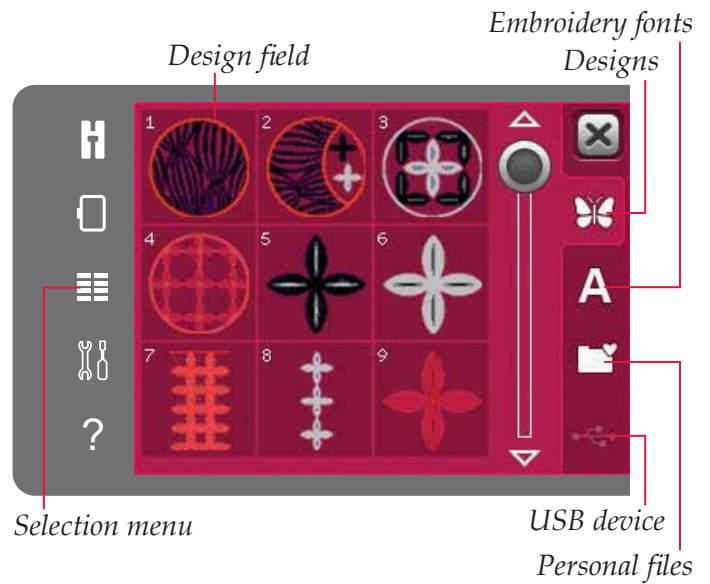 Embroidery fonts
Design field
Designs
1
2
3
4
5
6
A
7
8
9
?
Selection menu
USB device
Personal files